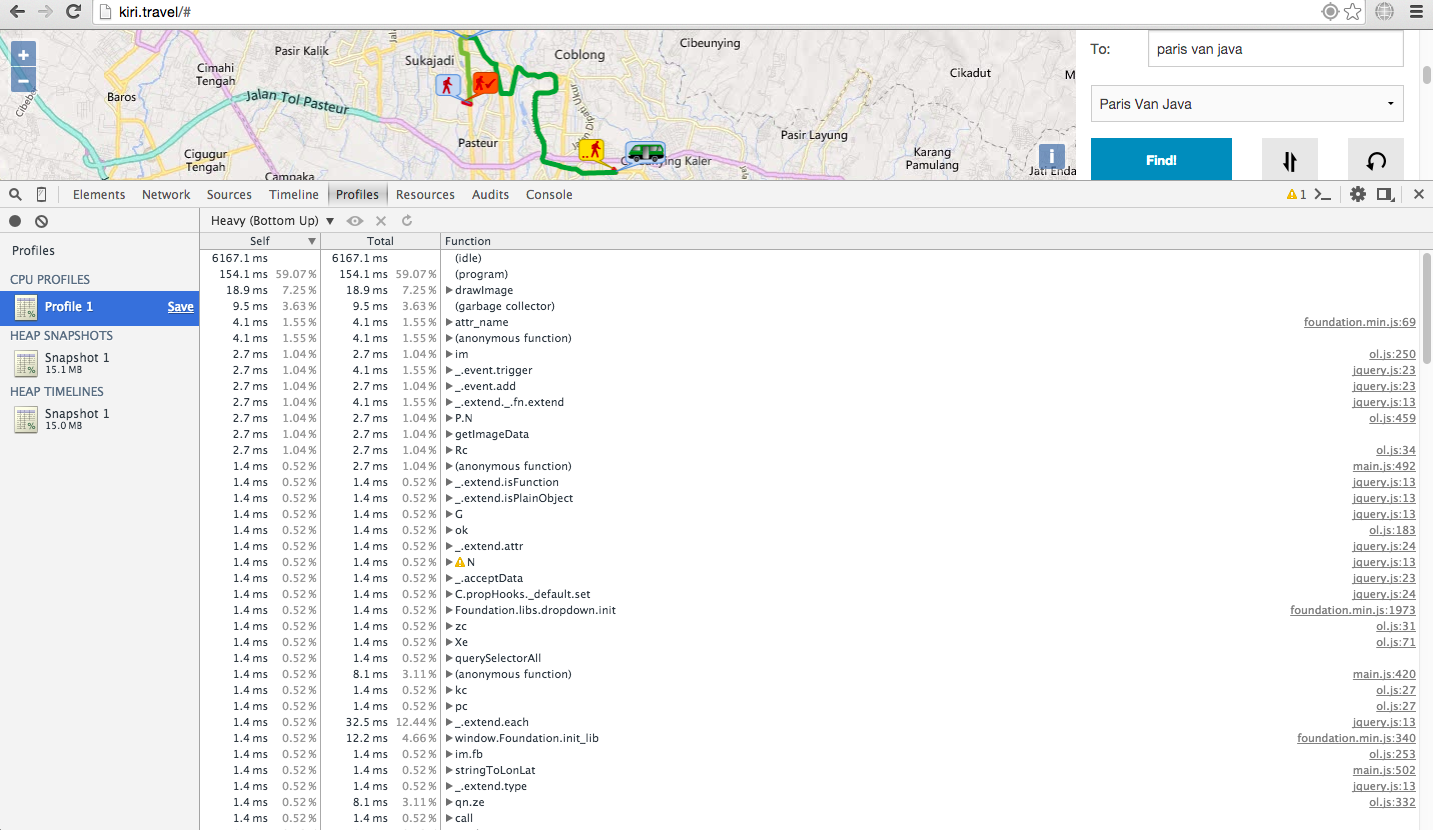 kiri.travel/#
Pasir Kalik
Cibeunying
Sukajadi
Coblong
Cimahi
Tengah
Cikadut
Baros
Jalan Tol Pasteur
Pasteur
Pasir Layung
Cigugur
Tengah
Karang
Pamulang
Campaka
To: paris van java
Paris Van Java
Find!
Elements Network Sources Timeline Profiles Resources Audits Console 1
Heavy (Bottom Up)
Profiles
CPU PROFILES
Profile 1 Save
HEAP SNAPSHOTS
Snapshot 1
15.1 MB
HEAP TIMELINES
Snapshot 1
15.0 MB
Self Total Function
6167.1 ms 6167.1 ms (idle)
154.1 ms 59.07 % 154.1 ms 59.07 % (program)
18.9 ms 7.25 % 18.9 ms 7.25 % drawImage
9.5 ms 3.63 % 9.5 ms 3.63 % (garbage collector)
4.1 ms 1.55 % 4.1 ms 1.55 % attr_name foundation.min.js:69
4.1 ms 1.55 % 4.1 ms 1.55 % (anonymous function)
2.7 ms 1.04 % 2.7 ms 1.04 % im ol.js:250
2.7 ms 1.04 % 4.1 ms 1.55 % _.event.trigger jquery.js:23
2.7 ms 1.04 % 2.7 ms 1.04 % _.event.add jquery.js:23
2.7 ms 1.04 % 4.1 ms 1.55 % _.extend._.fn.extend jquery.js:13
2.7 ms 1.04 % 2.7 ms 1.04 % P.N ol.js:459
2.7 ms 1.04 % 2.7 ms 1.04 % getImageData
2.7 ms 1.04 % 2.7 ms 1.04 % Rc ol.js:34
1.4 ms 0.52 % 2.7 ms 1.04 % (anonymous function) main.js:492
1.4 ms 0.52 % 1.4 ms 0.52 % _.extend.isFunction jquery.js:13
1.4 ms 0.52 % 1.4 ms 0.52 % _.extend.isPlainObject jquery.js:13
1.4 ms 0.52 % 1.4 ms 0.52 % G jquery.js:13
1.4 ms 0.52 % 1.4 ms 0.52 % ok ol.js:183
1.4 ms 0.52 % 1.4 ms 0.52 % _.extend.attr jquery.js:24
1.4 ms 0.52 % 1.4 ms 0.52 % N jquery.js:13
1.4 ms 0.52 % 1.4 ms 0.52 % _.acceptData jquery.js:23
1.4 ms 0.52 % 1.4 ms 0.52 % C.propHooks._default.set jquery.js:24
1.4 ms 0.52 % 1.4 ms 0.52 % Foundation.libs.dropdown.init foundation.min.js:1973
1.4 ms 0.52 % 1.4 ms 0.52 % zc ol.js:31
1.4 ms 0.52 % 1.4 ms 0.52 % Xe ol.js:71
1.4 ms 0.52 % 1.4 ms 0.52 % querySelectorAll
1.4 ms 0.52 % 8.1 ms 3.11 % (anonymous function) main.js:420
1.4 ms 0.52 % 1.4 ms 0.52 % kc ol.js:27
1.4 ms 0.52 % 1.4 ms 0.52 % pc ol.js:27
1.4 ms 0.52 % 32.5 ms 12.44 % _.extend.each jquery.js:13
1.4 ms 0.52 % 12.2 ms 4.66 % window.Foundation.init_lib foundation.min.js:340
1.4 ms 0.52 % 1.4 ms 0.52 % im.fb ol.js:253
1.4 ms 0.52 % 1.4 ms 0.52 % stringToLonLat main.js:502
1.4 ms 0.52 % 1.4 ms 0.52 % _.extend.type jquery.js:13
1.4 ms 0.52 % 8.1 ms 3.11 % qn.ze ol.js:332
1.4 ms 0.52 % 1.4 ms 0.52 % call